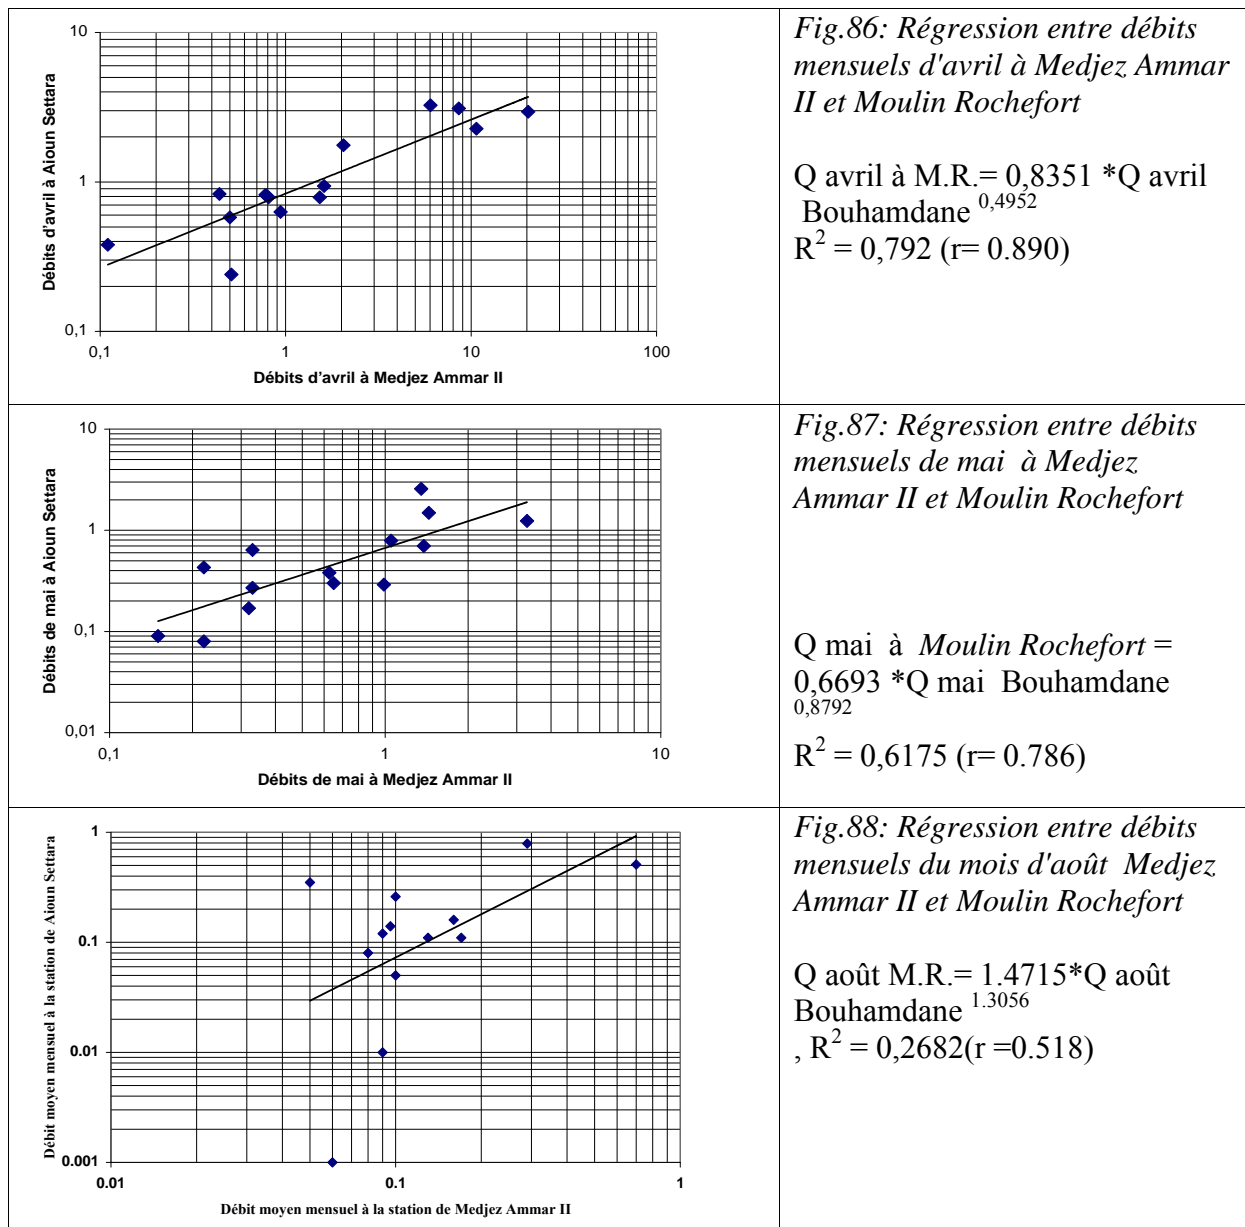 10
1
0,1
0,1
1
10
100
Débits d'avril à Aioun Settara
Débits d'avril à Medjez Ammar II
Fig.86: Régression entre débits
mensuels d'avril à Medjez Ammar
II et Moulin Rochefort
Q avril à M.R.= 0,8351 *Q avril
Bouhamdane 0,4952
R2 = 0,792 (r= 0.890)
10
1
0,1
0,01
0,1
1
10
Débits de mai à Aioun Settara
Débits de mai à Medjez Ammar II
Fig.87: Régression entre débits
mensuels de mai à Medjez
Ammar II et Moulin Rochefort
Q mai à Moulin Rochefort =
0,6693 *Q mai Bouhamdane
0,8792
R2 = 0,6175 (r= 0.786)
1
0.1
0.01
0.001
0.01
0.1
1
Débit moyen mensuel à la station de Aioun Settara
Débit moyen mensuel à la station de Medjez Ammar II
Fig.88: Régression entre débits
mensuels du mois d'août Medjez
Ammar II et Moulin Rochefort
Q août M.R.= 1.4715*Q août
Bouhamdane 1.3056
, R2 = 0,2682(r =0.518)